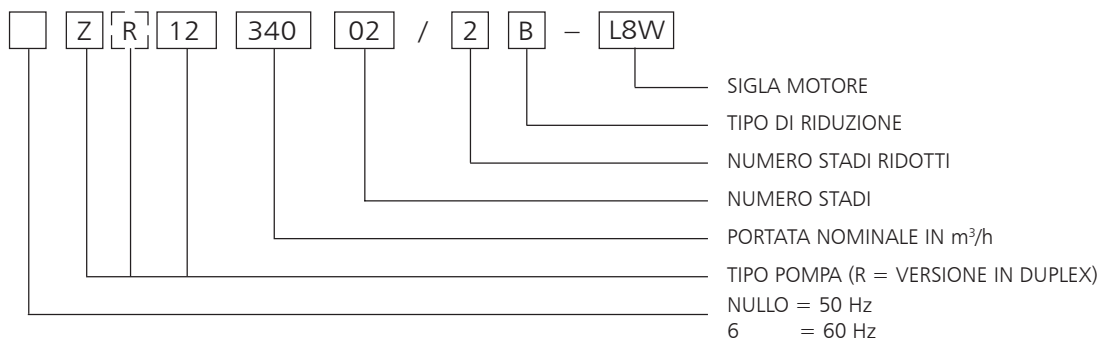 Z R 12 340 02 / 2 B – L8W
SIGLA MOTORE
TIPO DI RIDUZIONE
NUMERO STADI RIDOTTI
NUMERO STADI
PORTATA NOMINALE IN m³/h
TIPO POMPA (R = VERSIONE IN DUPLEX)
NULLO = 50 Hz
6 = 60 Hz